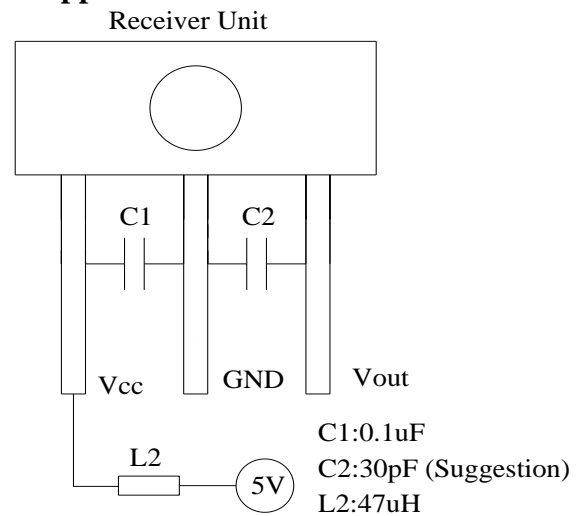 Receiver Unit
C1 C2
Vcc GND Vout
L2
5V
C1:0.1uF
C2:30pF (Suggestion)
L2:47uH